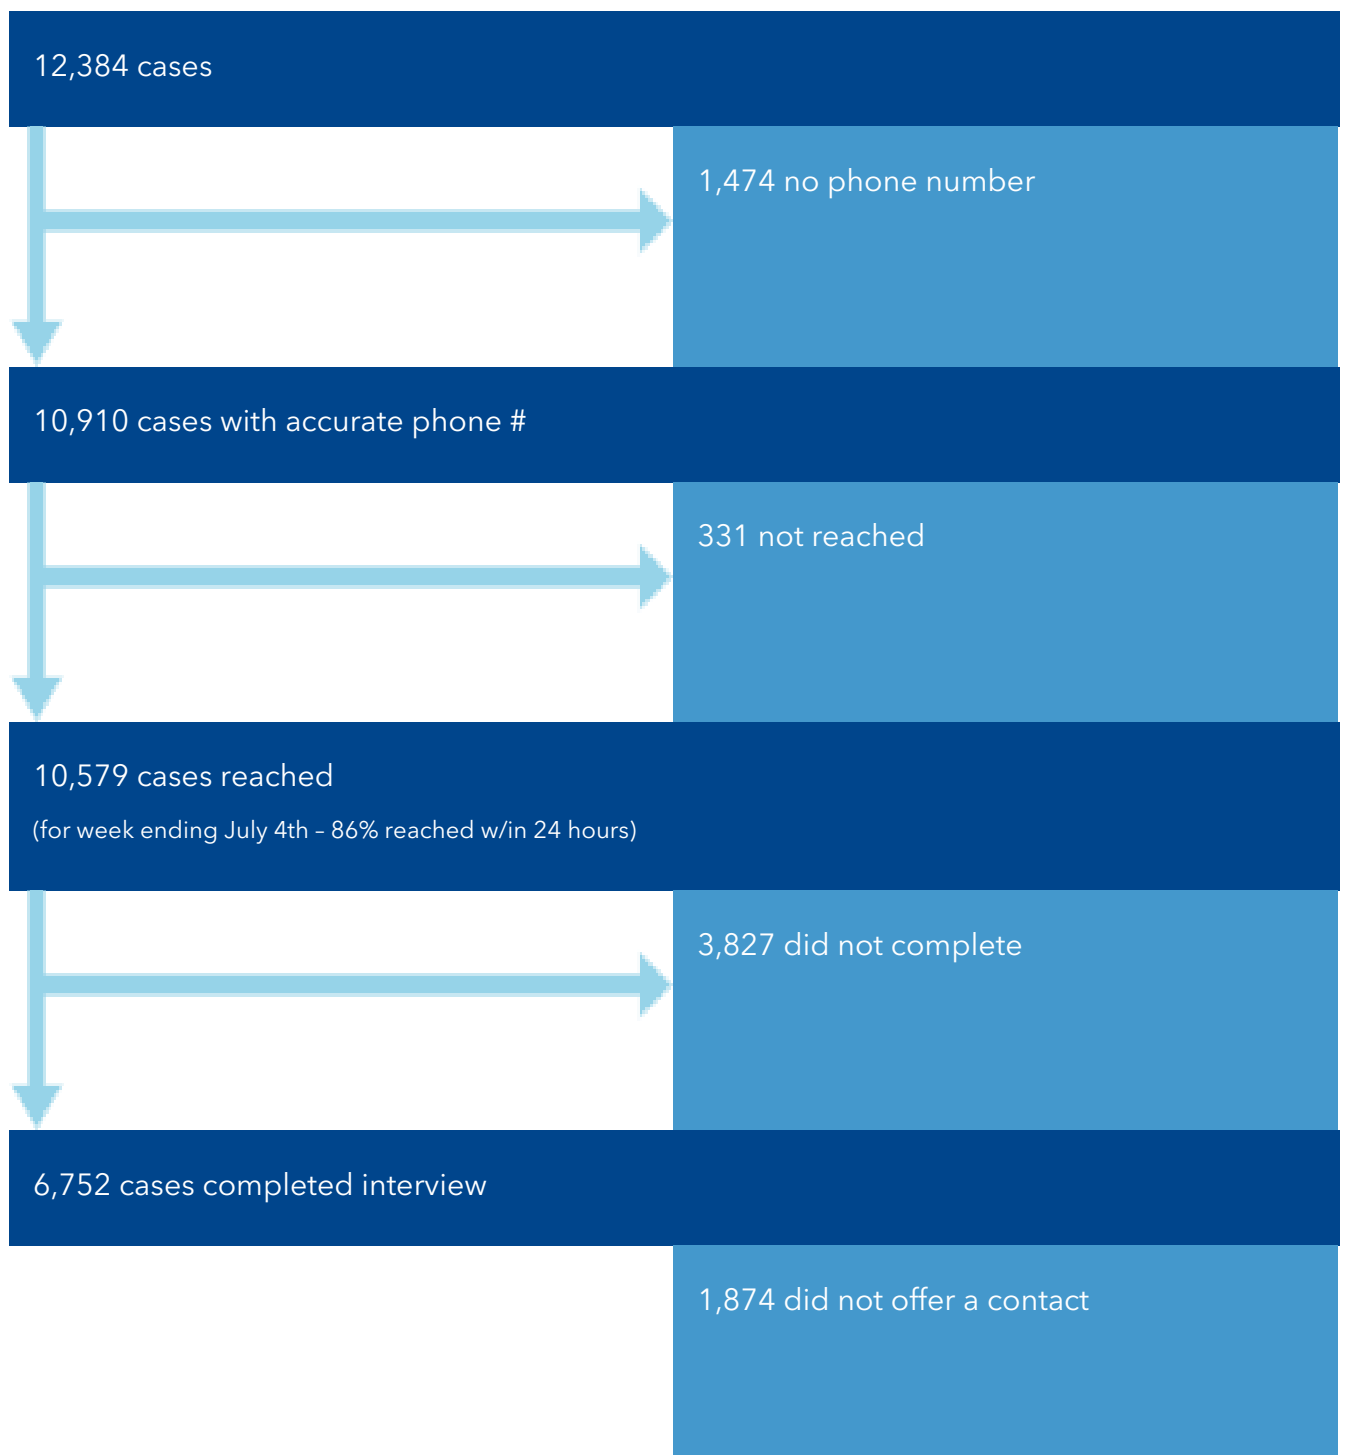 12,384 cases
1,474 no phone number
10,910 cases with accurate phone #
331 not reached
10,579 cases reached
(for week ending July 4th – 86% reached w/in 24 hours)
3,827 did not complete
6,752 cases completed interview
1,874 did not offer a contact